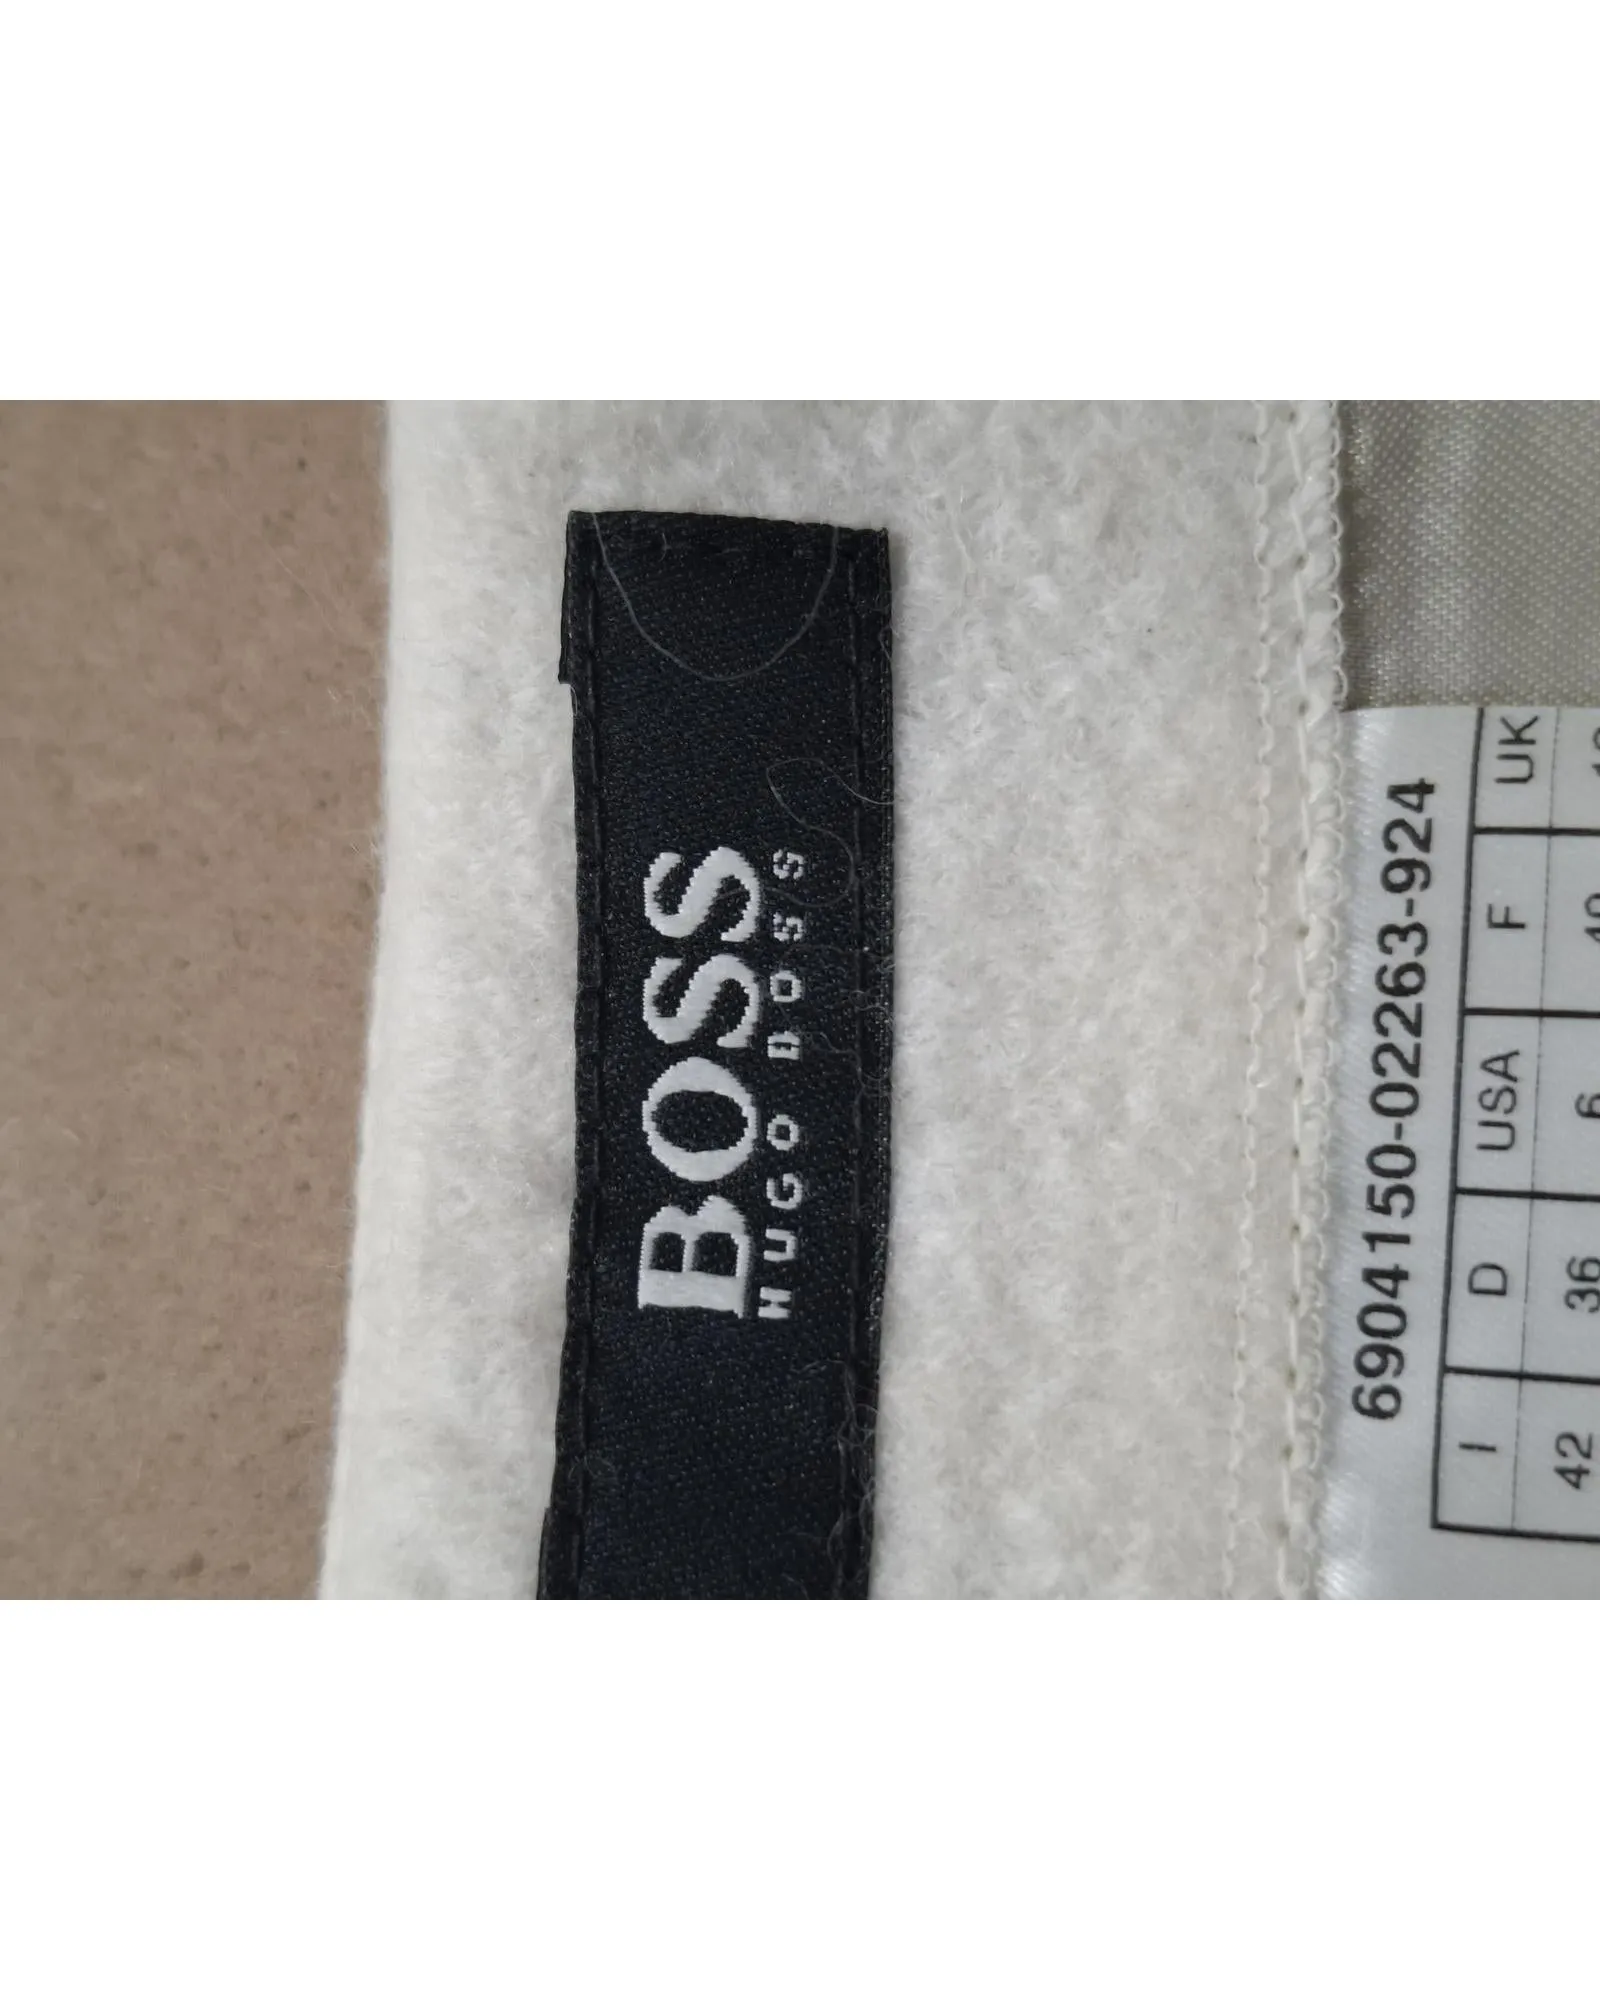 BOSS
HUGO BOSS
6904150-02263-924
I D USA F UK
42 36 6